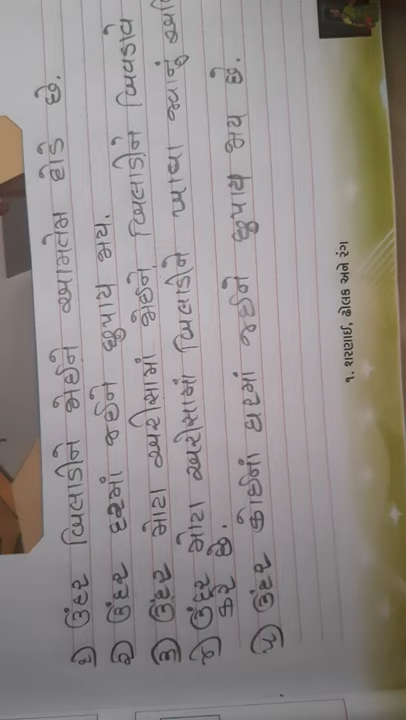 ૧) ઉંદર બિલાડીને જોઈને આમતેમ દોડે છે.
૨) ઉંદર દરમાં જઈને છુપાય જાય.
૩) ઉંદર મોટા અરીસામાં જોઈને બિલાડીને બિવડાવે
૪) ઉંદર મોટા અરીસામાં બિલાડીને ખાવા જવાનું
કરે છે.
૫) ઉંદર કોઈનાં ઘરમાં જઈને છુપાય જાય છે.
૧. શરણાઈ, ઢોલક અને રંગ